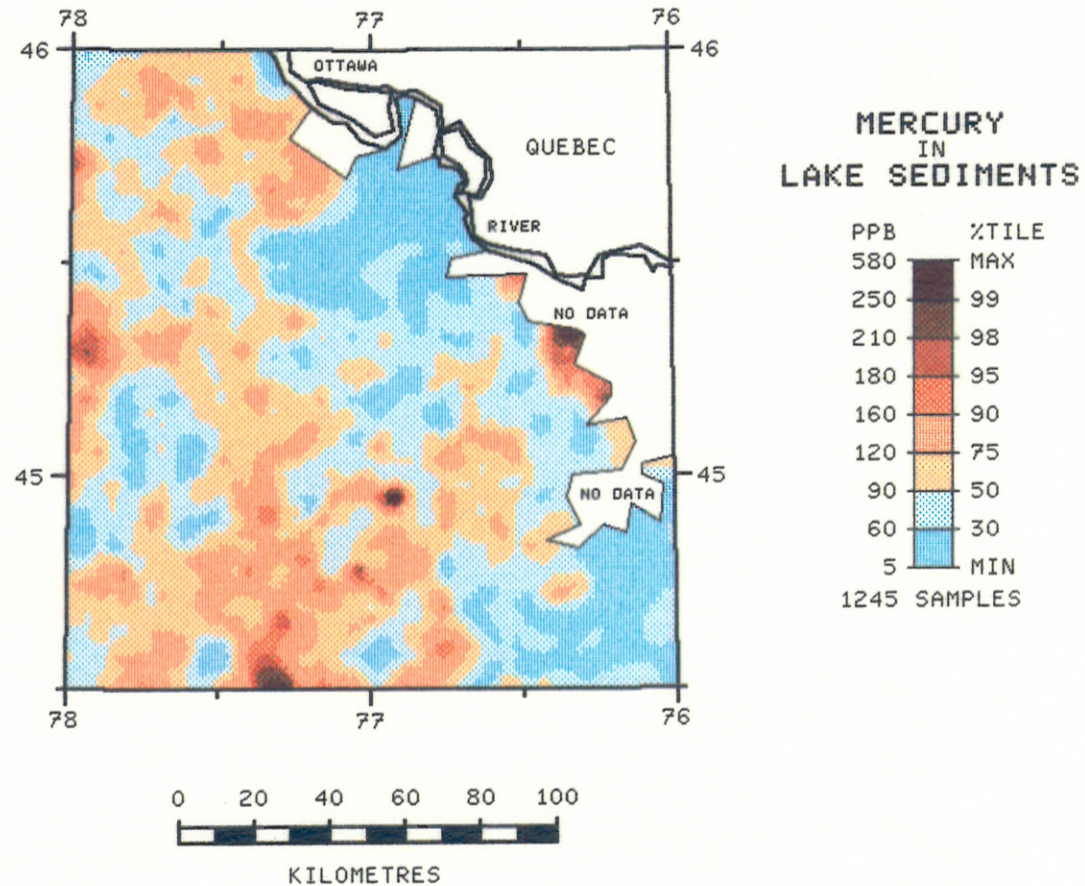 78 77 76
46 46
OTTAWA
QUEBEC
RIVER
NO DATA
45 45
NO DATA
78 77 76
MERCURY
IN
LAKE SEDIMENTS
PPB %TILE
580 MAX
250 99
210 98
180 95
160 90
120 75
90 50
60 30
5 MIN
1245 SAMPLES
0 20 40 60 80 100
KILOMETRES